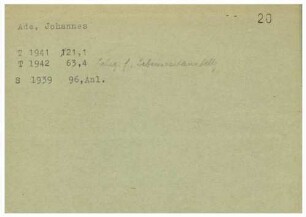 20
Ade, Johannes
T 1941 121,1
T 1942 63,4
S 1939 96,Anl.